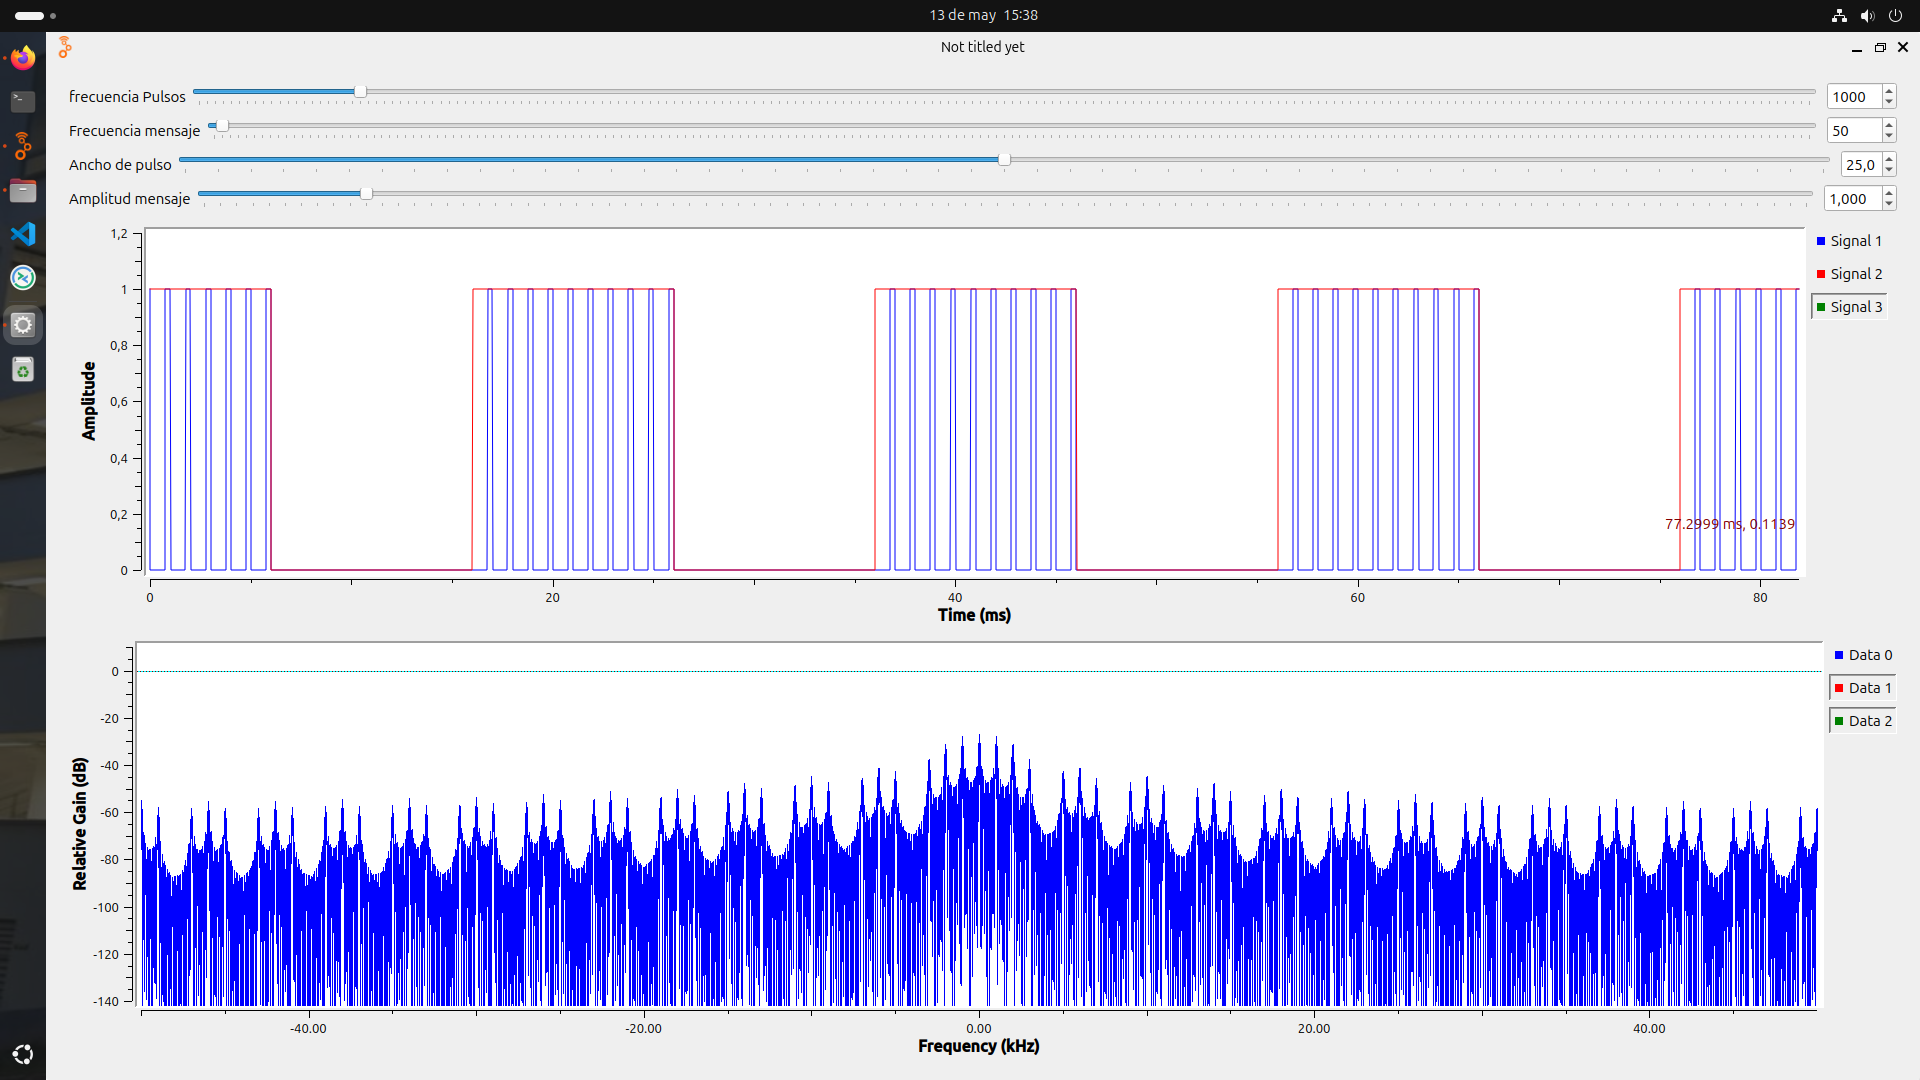 13 de may 15:38
Not titled yet
frecuencia Pulsos 1000
Frecuencia mensaje 50
Ancho de pulso 25,0
Amplitud mensaje 1,000
1,2
1
0,8
0,6
0,4
0,2
0
Amplitude
77.2999 ms, 0.1139
0 20 40 60 80
Time (ms)
Signal 1
Signal 2
Signal 3
0
-20
-40
-60
-80
-100
-120
-140
Relative Gain (dB)
-40.00 -20.00 0.00 20.00 40.00
Frequency (kHz)
Data 0
Data 1
Data 2